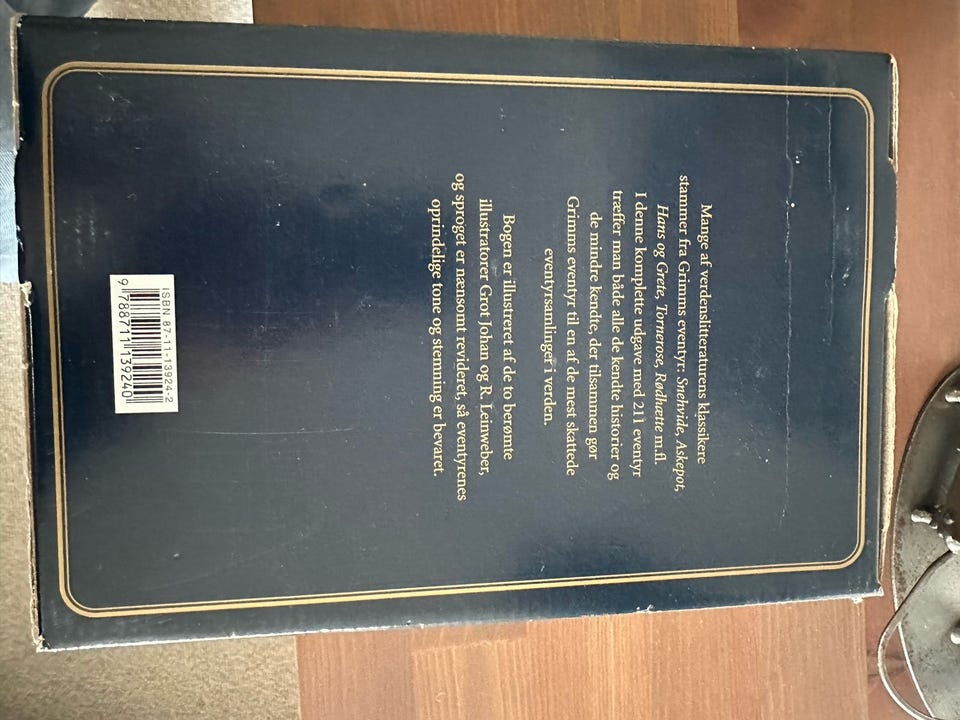 Mange af verdenslitteraturens klassikere
stammer fra Grimms eventyr: Snehvide, Askepot,
Hans og Grete, Tornerose, Rødhætte m.fl.
I denne komplette udgave med 211 eventyr
træffer man både alle de kendte historier og
de mindre kendte, der tilsammen gør
Grimms eventyr til en af de mest skattede
eventyrsamlinger i verden.
Bogen er illustreret af de to berømte
illustratorer Grot Johan og R. Leinweber,
og sproget er nænsomt revideret, så eventyrenes
oprindelige tone og stemning er bevaret.
ISBN 87-11-13924-2
9 788711 139240